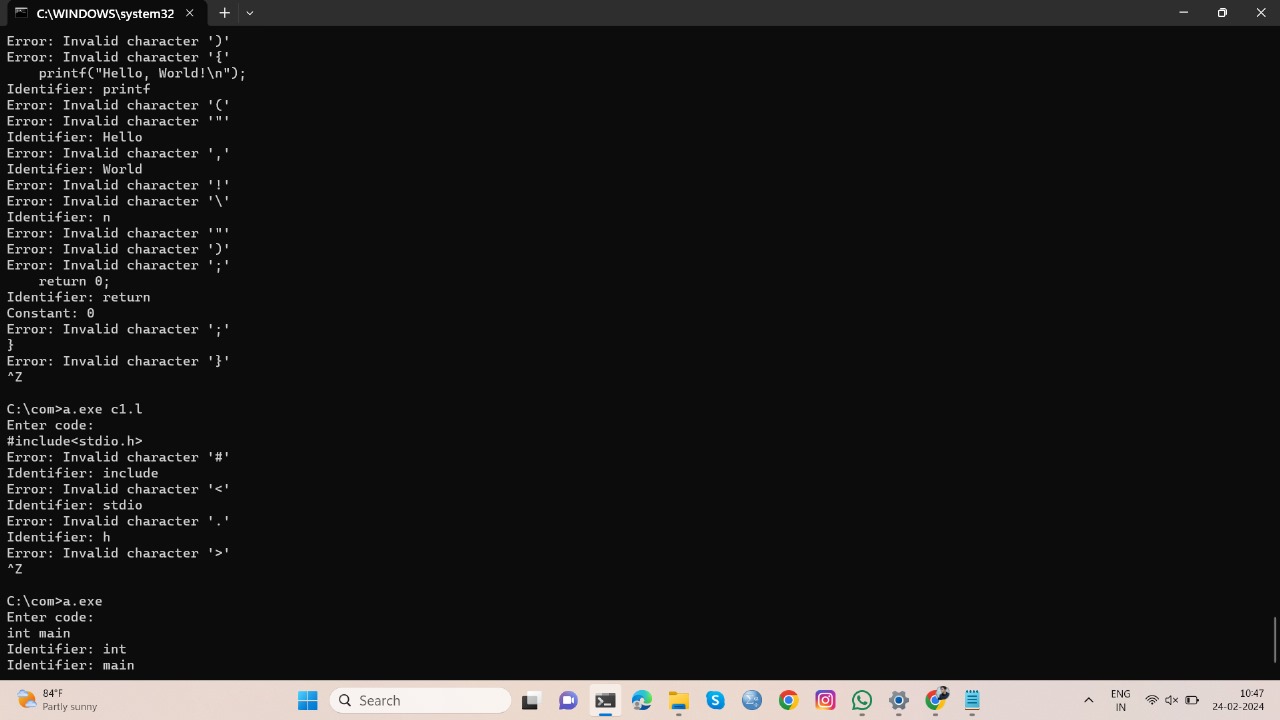 C:\WINDOWS\system32
Error: Invalid character ')'
Error: Invalid character '{'
    printf("Hello, World!\n");
Identifier: printf
Error: Invalid character '('
Error: Invalid character '"'
Identifier: Hello
Error: Invalid character ','
Identifier: World
Error: Invalid character '!'
Error: Invalid character '\'
Identifier: n
Error: Invalid character '"'
Error: Invalid character ')'
Error: Invalid character ';'
    return 0;
Identifier: return
Constant: 0
Error: Invalid character ';'
}
Error: Invalid character '}'
^Z
C:\com>a.exe c1.l
Enter code:
#include<stdio.h>
Error: Invalid character '#'
Identifier: include
Error: Invalid character '<'
Identifier: stdio
Error: Invalid character '.'
Identifier: h
Error: Invalid character '>'
^Z
C:\com>a.exe
Enter code:
int main
Identifier: int
Identifier: main
84°F
Partly sunny
Search
ENG
IN
10:47
24-02-2024